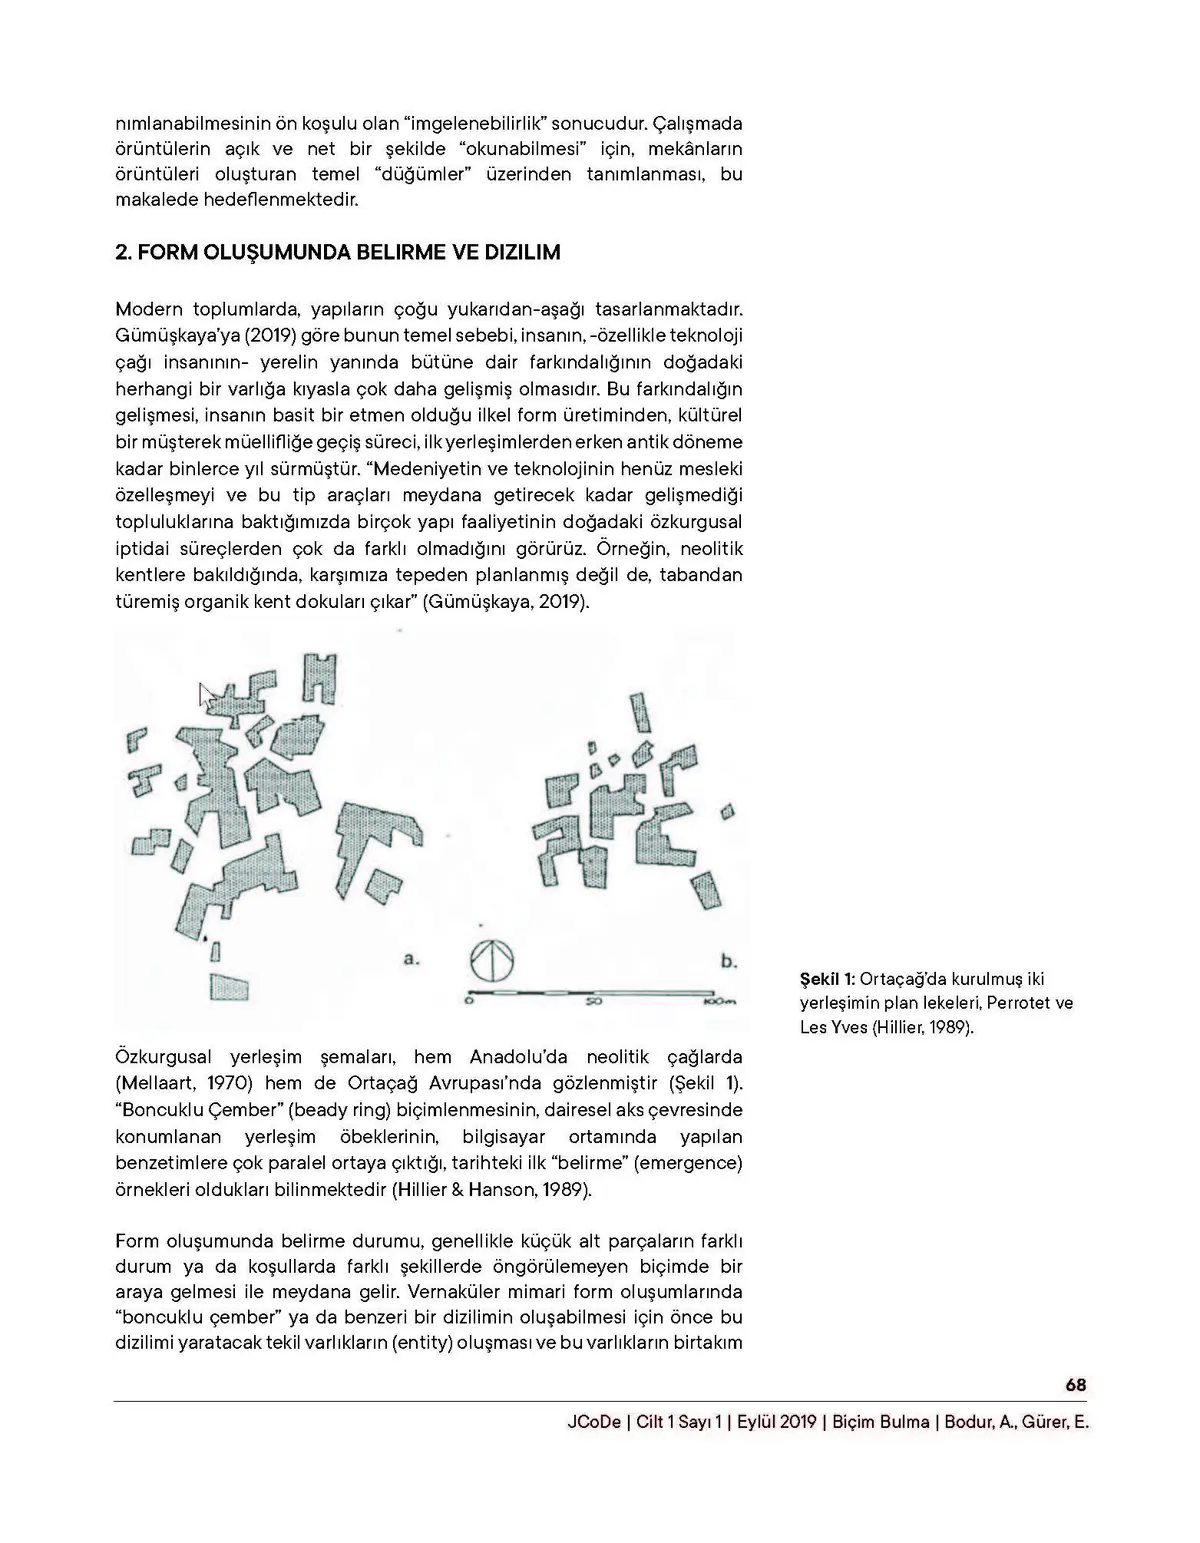 nımlanabilmesinin ön koşulu olan “imgelenebilirlik” sonucudur. Çalışmada
örüntülerin açık ve net bir şekilde “okunabilmesi” için, mekânların
örüntüleri oluşturan temel “düğümler” üzerinden tanımlanması, bu
makalede hedeflenmektedir.
2. FORM OLUŞUMUNDA BELIRME VE DIZILIM
Modern toplumlarda, yapıların çoğu yukarıdan-aşağı tasarlanmaktadır.
Gümüşkaya’ya (2019) göre bunun temel sebebi, insanın, -özellikle teknoloji
çağı insanının- yerelin yanında bütüne dair farkındalığının doğadaki
herhangi bir varlığa kıyasla çok daha gelişmiş olmasıdır. Bu farkındalığın
gelişmesi, insanın basit bir etmen olduğu ilkel form üretiminden, kültürel
bir müşterek müellifliğe geçiş süreci, ilk yerleşimlerden erken antik döneme
kadar binlerce yıl sürmüştür. “Medeniyetin ve teknolojinin henüz mesleki
özelleşmeyi ve bu tip araçları meydana getirecek kadar gelişmediği
topluluklarına baktığımızda birçok yapı faaliyetinin doğadaki özkurgusal
iptidai süreçlerden çok da farklı olmadığını görürüz. Örneğin, neolitik
kentlere bakıldığında, karşımıza tepeden planlanmış değil de, tabandan
türemiş organik kent dokuları çıkar” (Gümüşkaya, 2019).
a.
b.
0 50 100m
Şekil 1: Ortaçağ’da kurulmuş iki
yerleşimin plan lekeleri, Perrotet ve
Les Yves (Hillier, 1989).
Özkurgusal yerleşim şemaları, hem Anadolu’da neolitik çağlarda
(Mellaart, 1970) hem de Ortaçağ Avrupası’nda gözlenmiştir (Şekil 1).
“Boncuklu Çember” (beady ring) biçimlenmesinin, dairesel aks çevresinde
konumlanan yerleşim öbeklerinin, bilgisayar ortamında yapılan
benzetimlere çok paralel ortaya çıktığı, tarihteki ilk “belirme” (emergence)
örnekleri oldukları bilinmektedir (Hillier & Hanson, 1989).
Form oluşumunda belirme durumu, genellikle küçük alt parçaların farklı
durum ya da koşullarda farklı şekillerde öngörülemeyen biçimde bir
araya gelmesi ile meydana gelir. Vernaküler mimari form oluşumlarında
“boncuklu çember” ya da benzeri bir dizilimin oluşabilmesi için önce bu
dizilimi yaratacak tekil varlıkların (entity) oluşması ve bu varlıkların birtakım
68
JCoDe | Cilt 1 Sayı 1 | Eylül 2019 | Biçim Bulma | Bodur, A., Gürer, E.